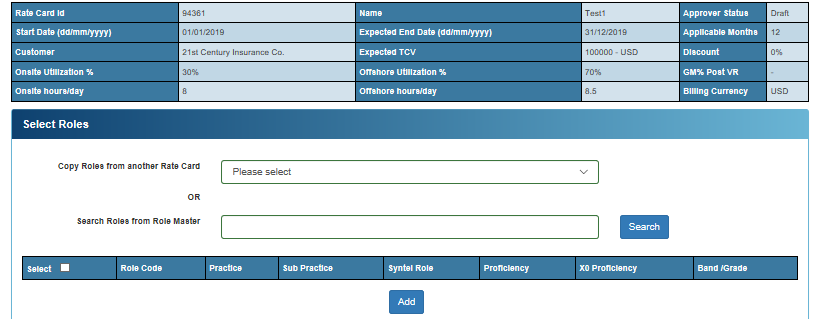 Rate Card Id 94361 Name Test1 Approver Status Draft
Start Date (dd/mm/yyyy) 01/01/2019 Expected End Date (dd/mm/yyyy) 31/12/2019 Applicable Months 12
Customer 21st Century Insurance Co. Expected TCV 100000 - USD Discount 0%
Onsite Utilization % 30% Offshore Utilization % 70% GM% Post VR -
Onsite hours/day 8 Offshore hours/day 8.5 Billing Currency USD
Select Roles
Copy Roles from another Rate Card Please select
OR
Search Roles from Role Master Search
Select Role Code Practice Sub Practice Syntel Role Proficiency X0 Proficiency Band /Grade
Add